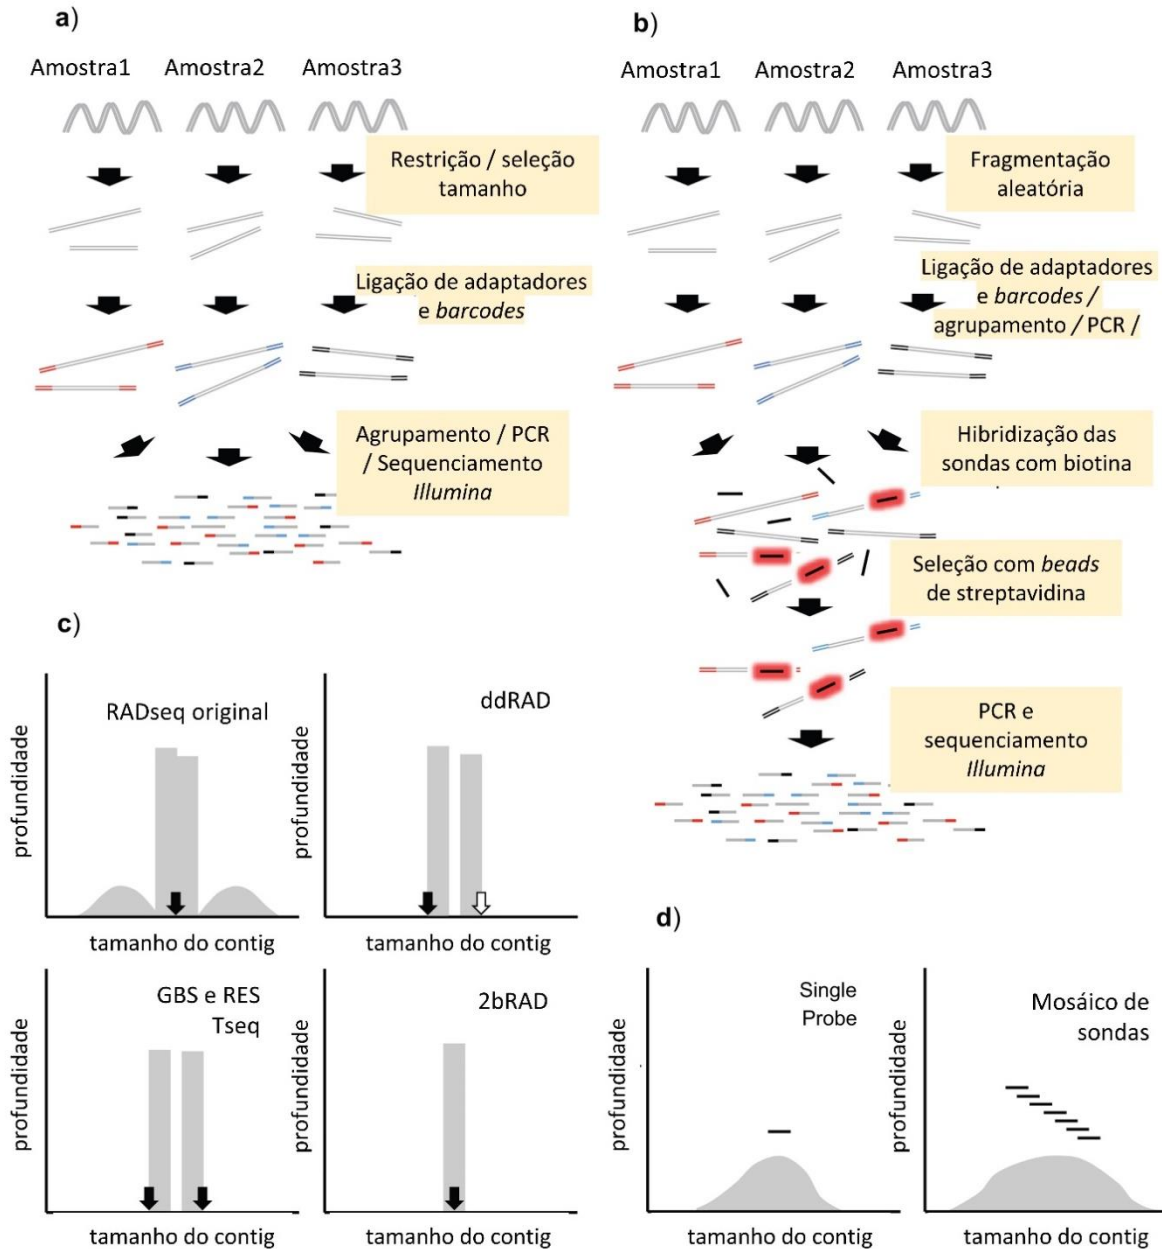 a)
Amostra1
Amostra2
Amostra3
Restrição / seleção
tamanho
Ligação de adaptadores
e barcodes
Agrupamento / PCR
/ Sequenciamento
Illumina
b)
Amostra1
Amostra2
Amostra3
Fragmentação
aleatória
Ligação de adaptadores
e barcodes /
agrupamento / PCR /
Hibridização das
sondas com biotina
Seleção com beads
de streptavidina
PCR e
sequenciamento
Illumina
c)
profundidade
RADseq original
tamanho do contig
profundidade
ddRAD
tamanho do contig
profundidade
GBS e RES
Tseq
tamanho do contig
profundidade
2bRAD
tamanho do contig
d)
profundidade
Single
Probe
tamanho do contig
profundidade
Mosáico de
sondas
tamanho do contig